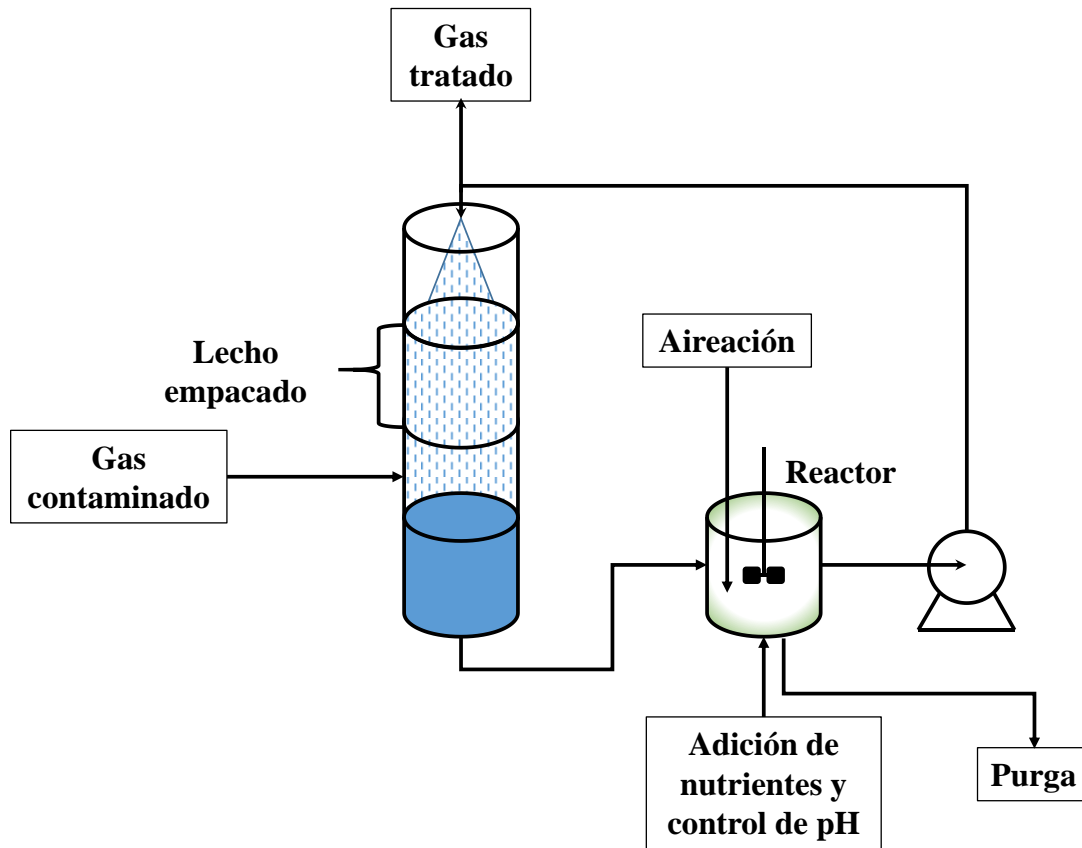 Gas
tratado
Lecho
empacado
Aireación
Gas
contaminado
Reactor
Adición de
nutrientes y
control de pH
Purga